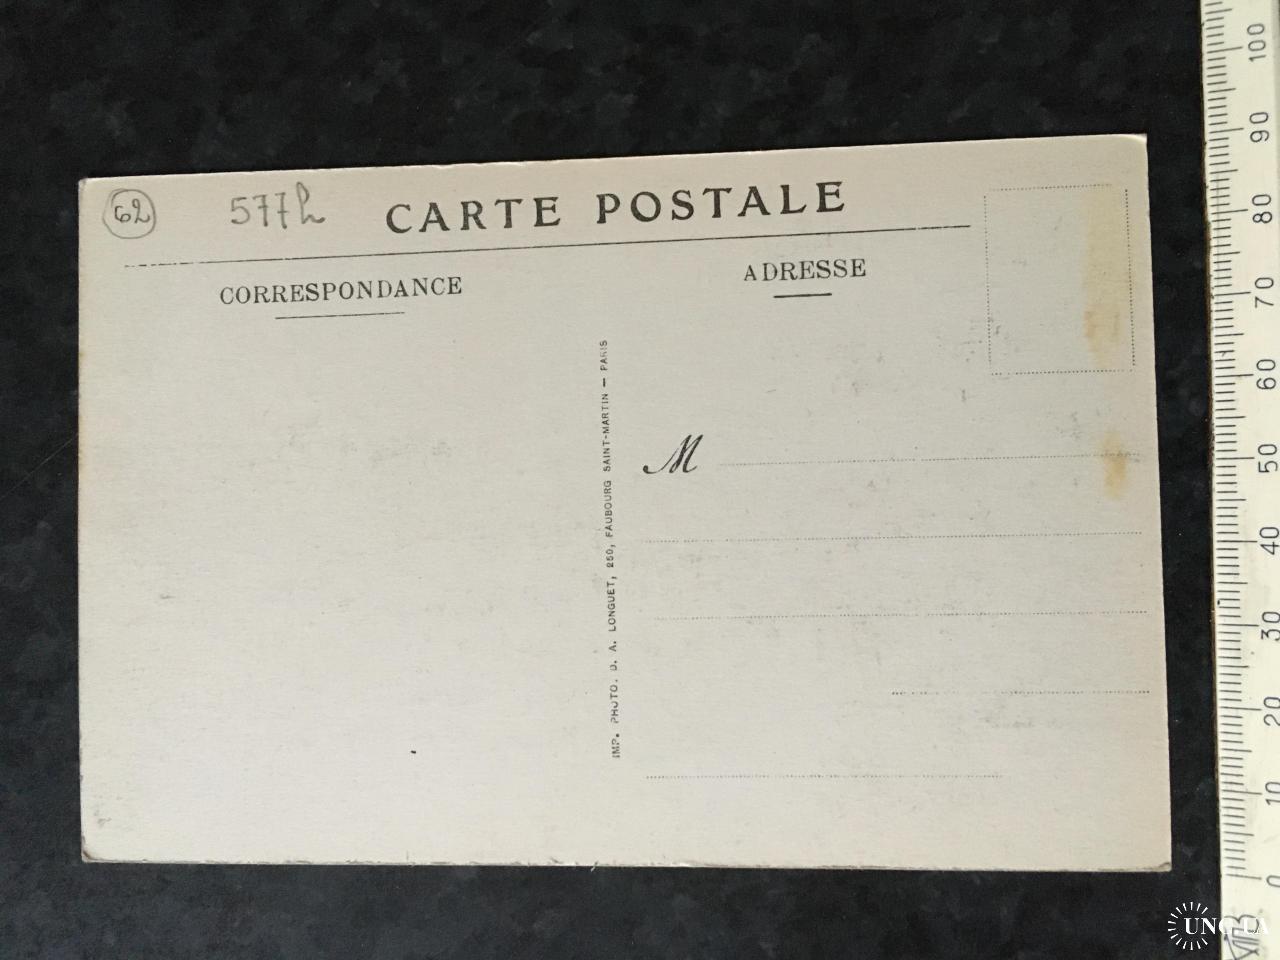 62
577h
CARTE POSTALE
CORRESPONDANCE
ADRESSE
IMP. PHOTO. D. A. LONGUET, 250, FAUBOURG SAINT-MARTIN — PARIS
M
100
90
80
70
60
50
40
30
20
10
0
UNC.UA